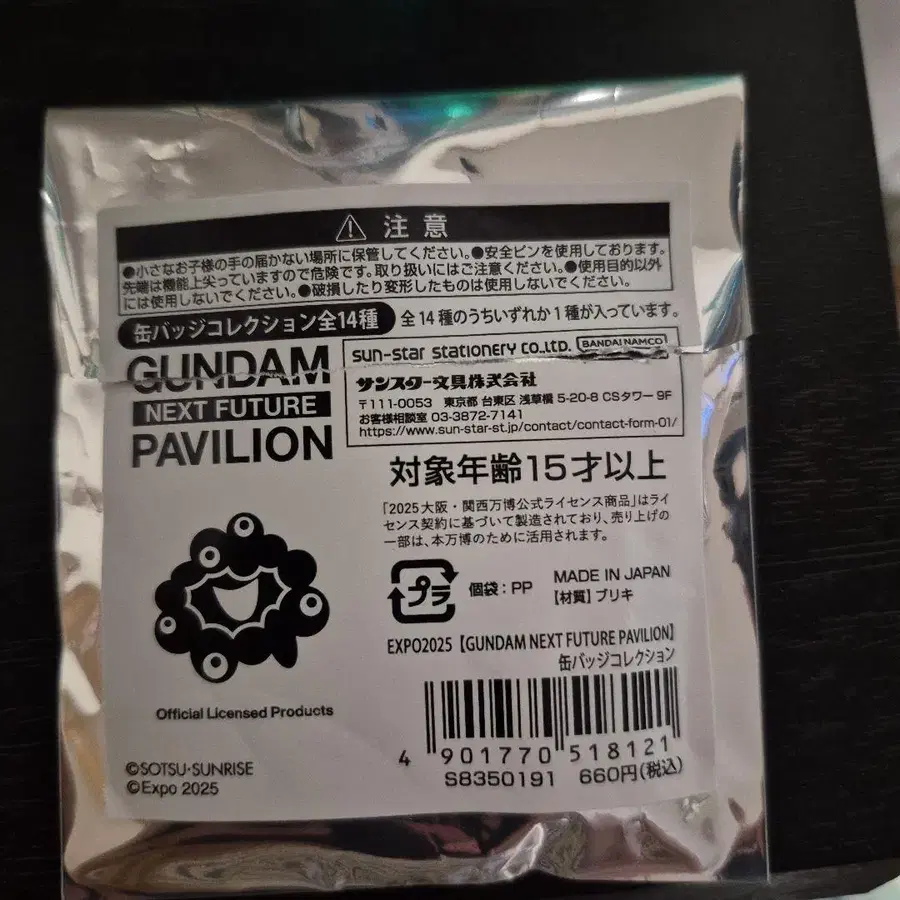 ⚠ 注意
●小さなお子様の手の届かない場所に保管してください。●安全ピンを使用しております。
先端は機能上尖っていますので危険です。取り扱いにはご注意ください。●使用目的以外
には使用しないでください。●破損したり変形したものは使用しないでください。
缶バッジコレクション全14種 全14種のうちいずれか1種が入っています。
GUNDAM
NEXT FUTURE
PAVILION
sun-star stationery co.,ltd. BANDAI NAMCO
サンスター文具株式会社
〒111-0053 東京都 台東区 浅草橋 5-20-8 CSタワー 9F
お客様相談室 03-3872-7141
https://www.sun-star-st.jp/contact/contact-form-01/
対象年齢15才以上
「2025大阪・関西万博公式ライセンス商品」はライ
センス契約に基づいて製造されており、売り上げの
一部は、本万博のために活用されます。
プラ 個袋:PP
MADE IN JAPAN
【材質】ブリキ
EXPO2025【GUNDAM NEXT FUTURE PAVILION】
缶バッジコレクション
4 901770 518121
S8350191 660円(税込)
Official Licensed Products
©SOTSU・SUNRISE
©Expo 2025